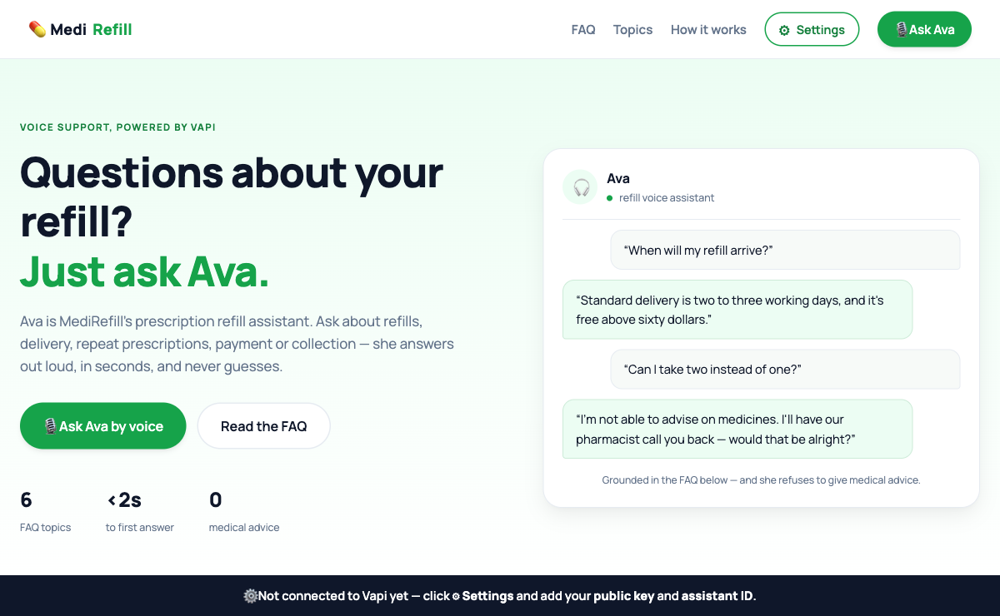 Medi Refill
FAQ
Topics
How it works
Settings
Ask Ava
VOICE SUPPORT, POWERED BY VAPI
Questions about your
refill?
Just ask Ava.
Ava is MediRefill's prescription refill assistant. Ask about refills,
delivery, repeat prescriptions, payment or collection — she answers
out loud, in seconds, and never guesses.
Ask Ava by voice
Read the FAQ
6
FAQ topics
<2s
to first answer
0
medical advice
Ava
refill voice assistant
“When will my refill arrive?”
“Standard delivery is two to three working days, and it's
free above sixty dollars.”
“Can I take two instead of one?”
“I'm not able to advise on medicines. I'll have our
pharmacist call you back — would that be alright?”
Grounded in the FAQ below — and she refuses to give medical advice.
Not connected to Vapi yet — click ⚙ Settings and add your public key and assistant ID.